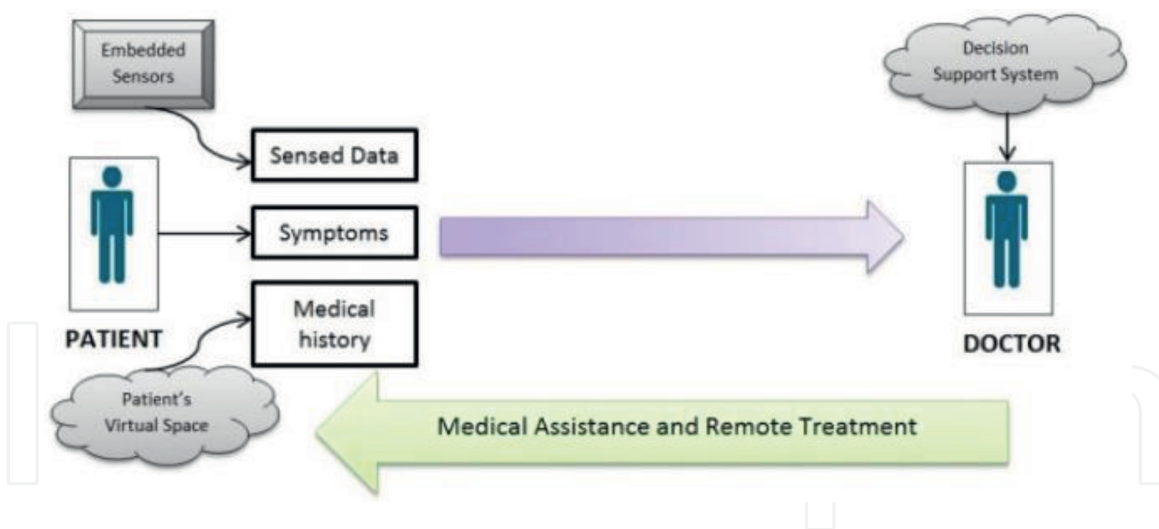 Embedded
Sensors
Decision
Support System
Sensed Data
Symptoms
Medical
history
PATIENT
DOCTOR
Patient's
Virtual Space
Medical Assistance and Remote Treatment